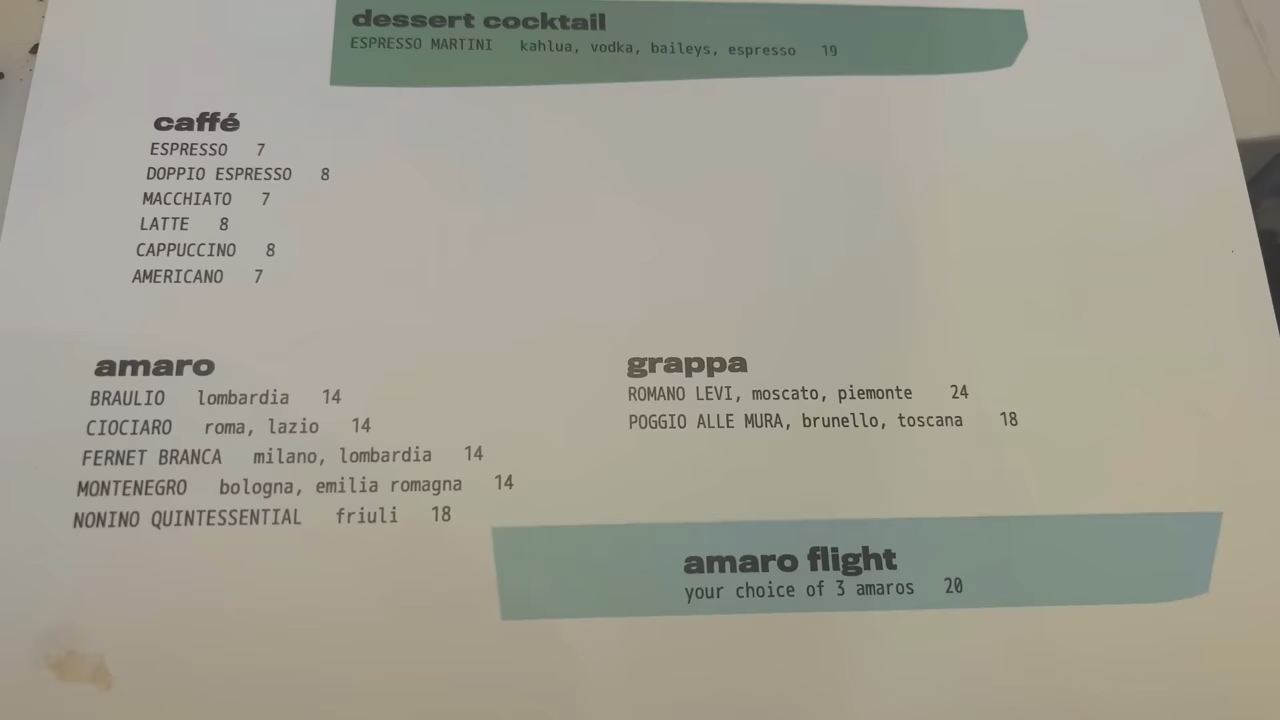 dessert cocktail
ESPRESSO MARTINI kahlua, vodka, baileys, espresso 19
caffé
ESPRESSO 7
DOPPIO ESPRESSO 8
MACCHIATO 7
LATTE 8
CAPPUCCINO 8
AMERICANO 7
amaro
BRAULIO lombardia 14
CIOCIARO roma, lazio 14
FERNET BRANCA milano, lombardia 14
MONTENEGRO bologna, emilia romagna 14
NONINO QUINTESSENTIAL friuli 18
grappa
ROMANO LEVI, moscato, piemonte 24
POGGIO ALLE MURA, brunello, toscana 18
amaro flight
your choice of 3 amaros 20